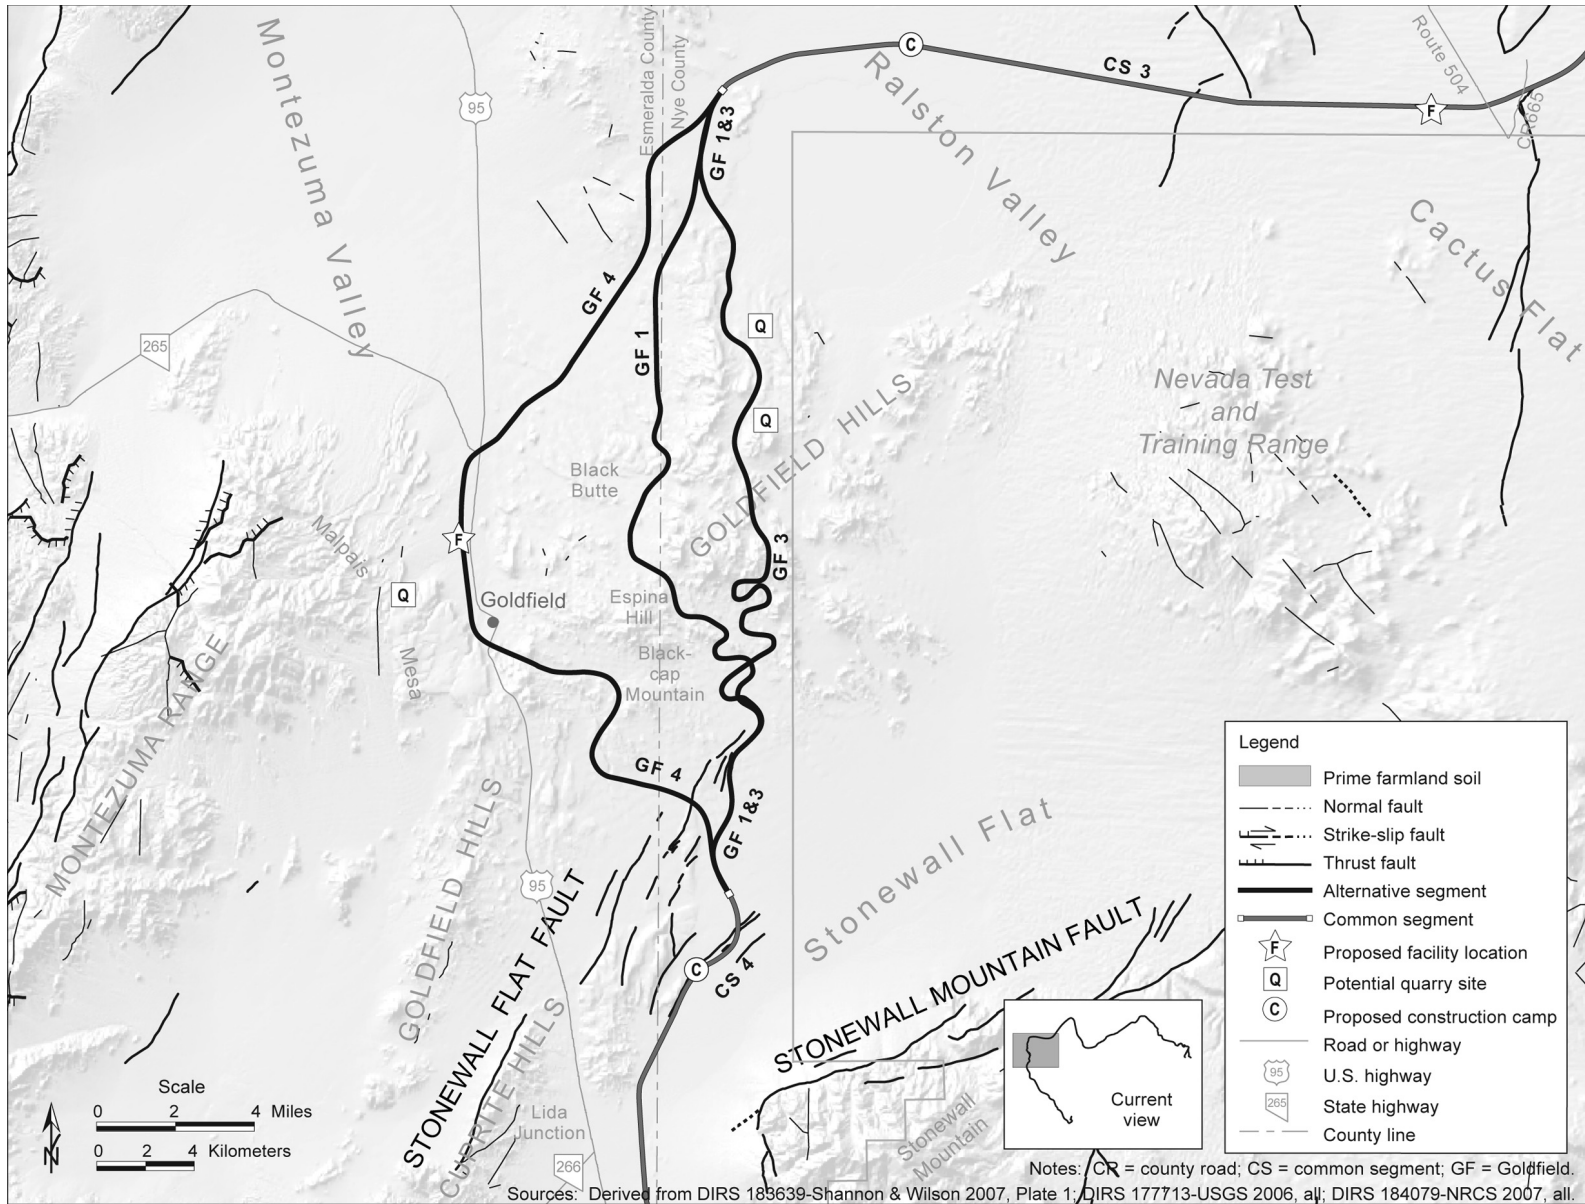 Montezuma Valley
95
Esmeralda County
Nye County
C
CS 3
Route 504
F
CR665
GF 1&3
Ralston Valley
Cactus Flat
GF 4
265
GF 1
Q
Q
Nevada Test
and
Training Range
GOLDFIELD HILLS
Black
Butte
Malpais
Mesa
F
Q
Goldfield
GF 3
Espina
Hill
Black-
cap
Mountain
MONTEZUMA RANGE
GF 4
GF 1&3
GOLDFIELD HILLS
95
STONEWALL FLAT FAULT
Stonewall Flat
C
CS 4
STONEWALL MOUNTAIN FAULT
CUPRITE HILLS
Lida
Junction
266
Stonewall
Mountain
Scale
0 2 4 Miles
0 2 4 Kilometers
N
Current
view
Legend
Prime farmland soil
Normal fault
Strike-slip fault
Thrust fault
Alternative segment
Common segment
F Proposed facility location
Q Potential quarry site
C Proposed construction camp
Road or highway
95 U.S. highway
265 State highway
County line
Notes: CR = county road; CS = common segment; GF = Goldfield.
Sources: Derived from DIRS 183639-Shannon & Wilson 2007, Plate 1; DIRS 177713-USGS 2006, all; DIRS 184079-NRCS 2007, all.